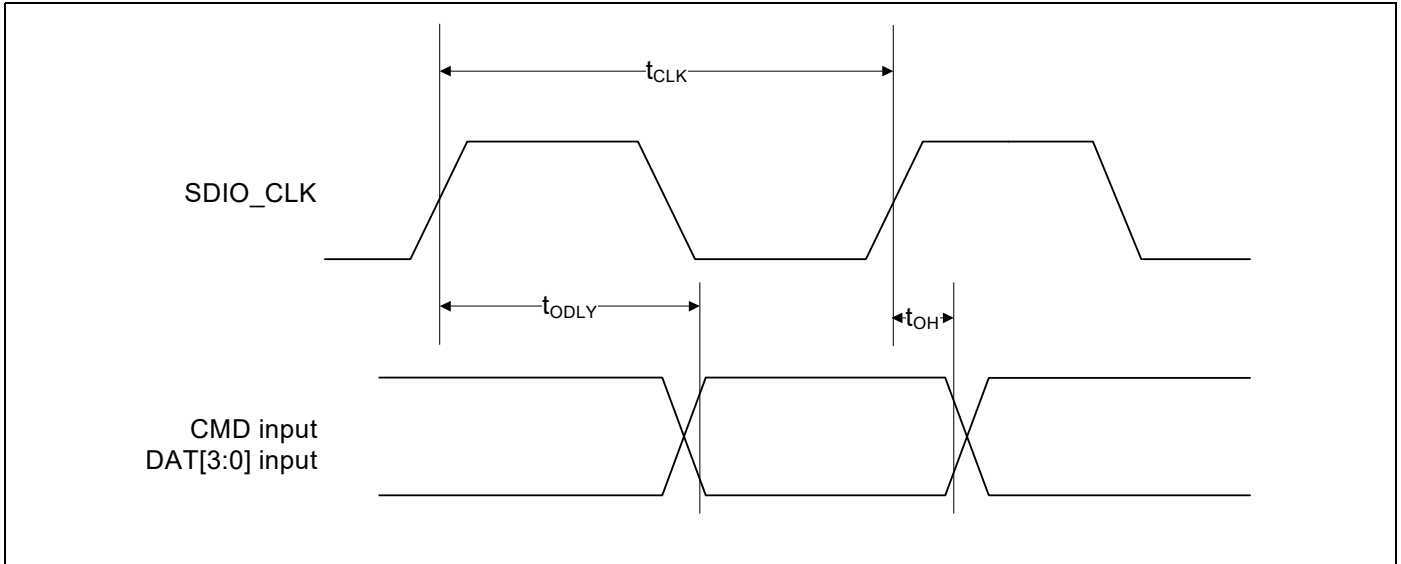 tCLK
SDIO_CLK
tODLY
tOH
CMD input
DAT[3:0] input